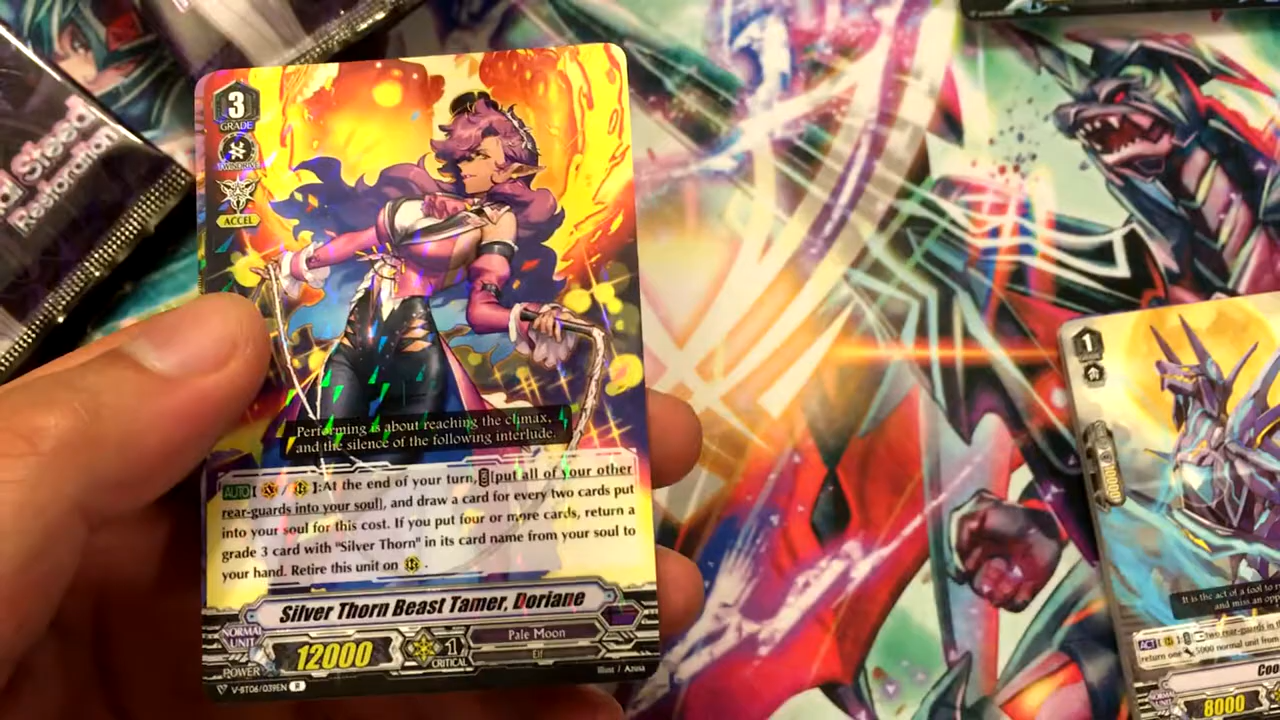 d Steed
Restoration
3
GRADE
TWINDRIVE
ACCEL
Performing is about reaching the climax,
and the silence of the following interlude.
AUTO[ / ]:At the end of your turn, [put all of your other
rear-guards into your soul], and draw a card for every two cards put
into your soul for this cost. If you put four or more cards, return a
grade 3 card with "Silver Thorn" in its card name from your soul to
your hand. Retire this unit on .
Silver Thorn Beast Tamer, Doriane
NORMAL
UNIT
Pale Moon
Elf
POWER 12000 1
CRITICAL
Illust / Azusa
V-BT06/039EN R
1
10000
It is the act of a fool to
and miss an opp
ACT[ ]: two rear-guards in
return one 5000 normal unit from
Coo
NORMAL
UNIT
8000